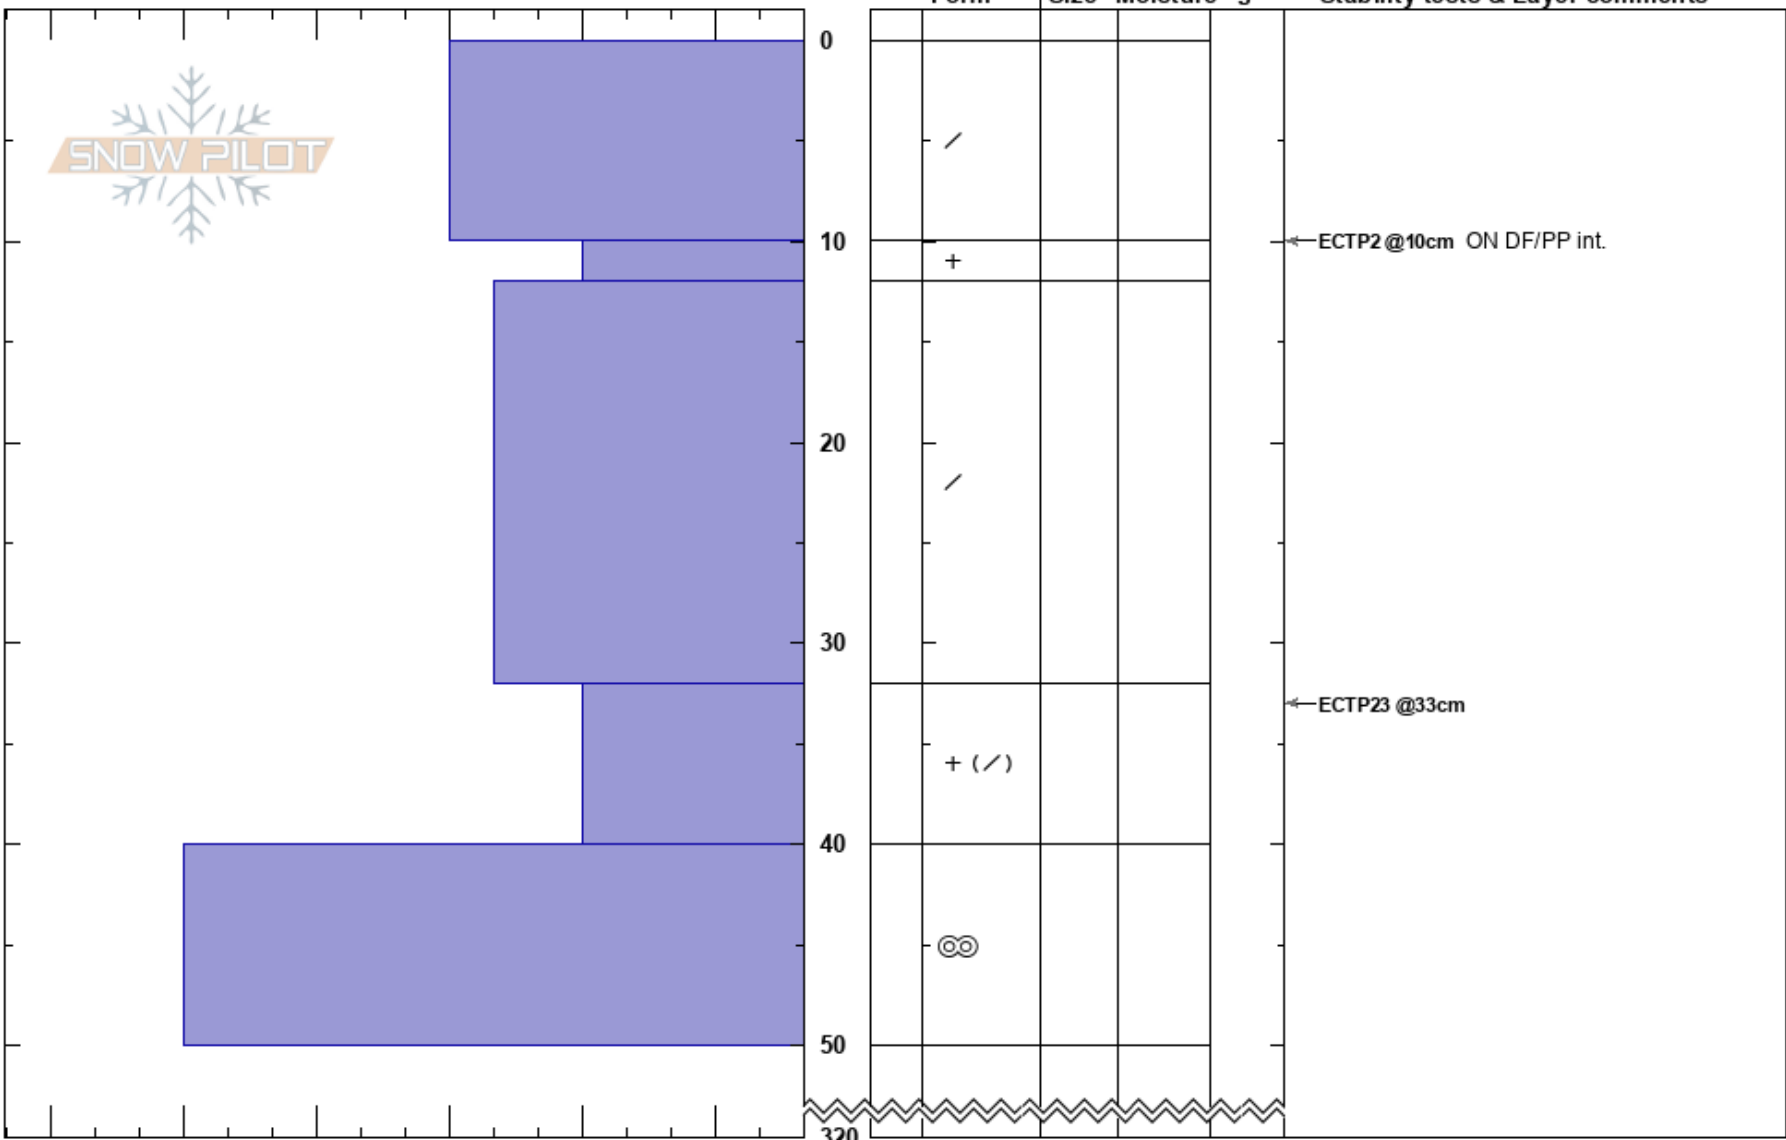 Form Size Moisture
Stability tests & Layer comments
0
SNOW PILOT
10
ECTP2 @10cm ON DF/PP int.
+
20
30
ECTP23 @33cm
+ (/)
40
50
320